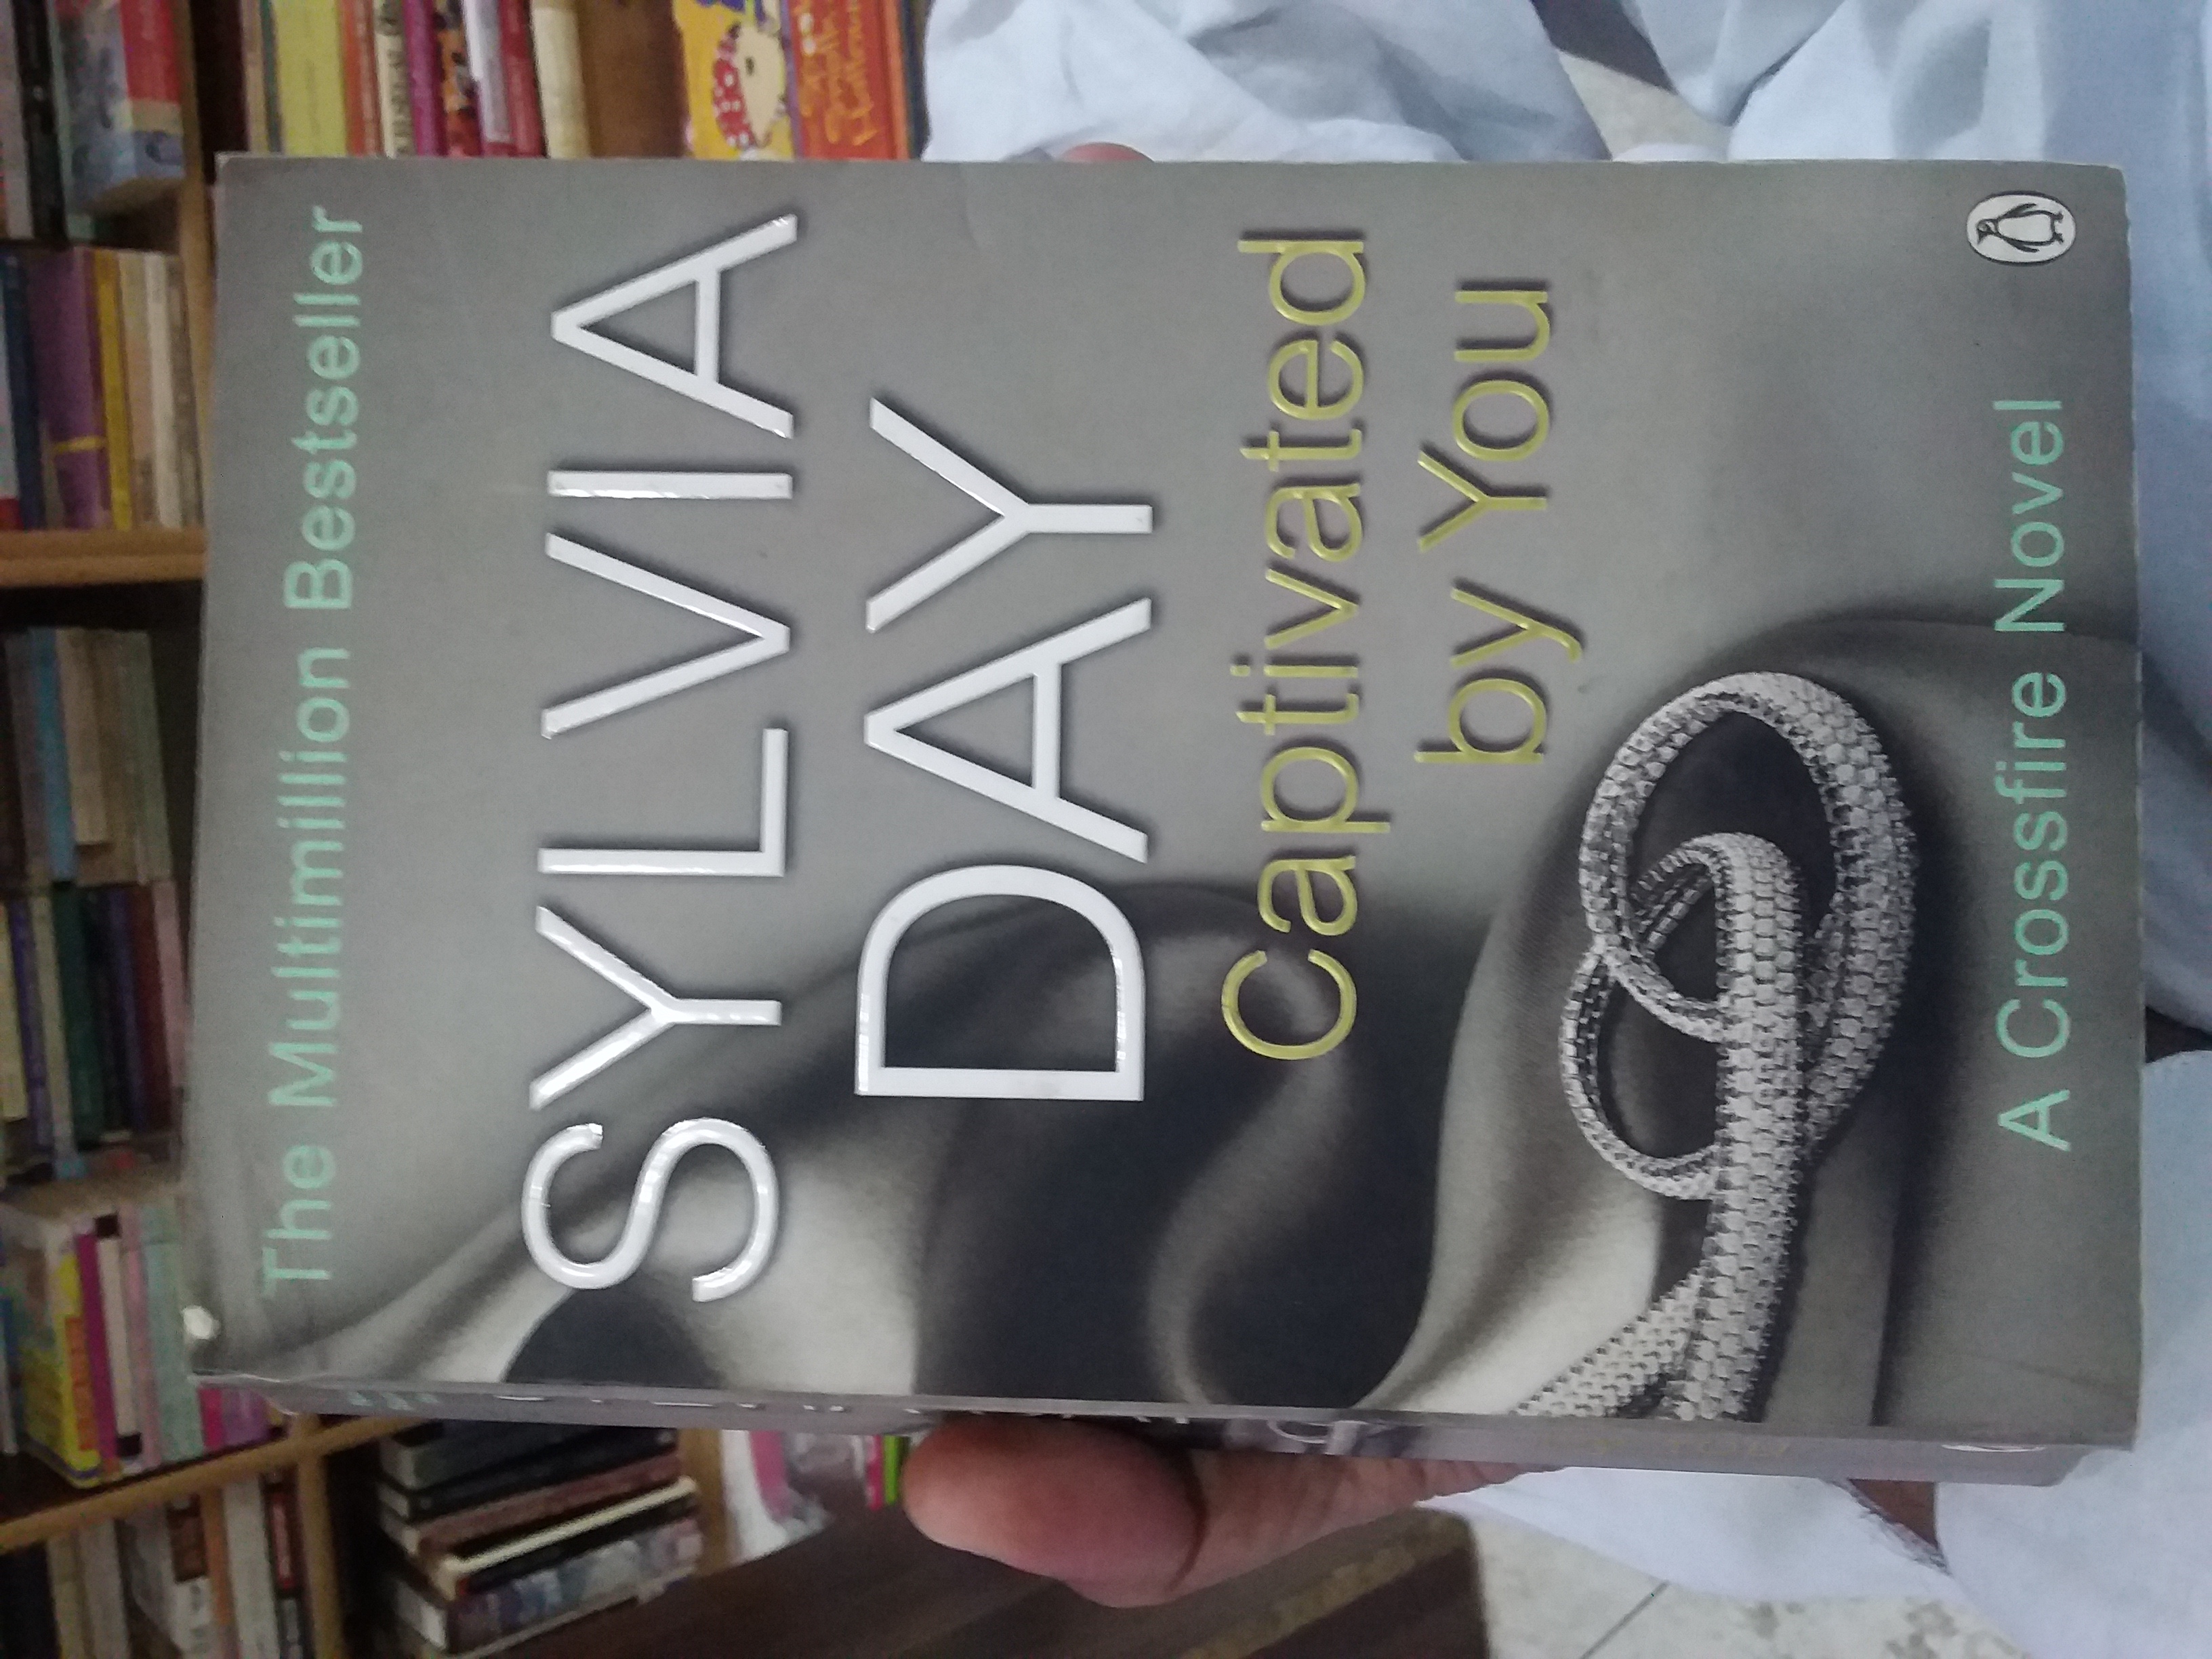 The Multimillion Bestseller
SYLVIA
DAY
Captivated
by You
A Crossfire Novel